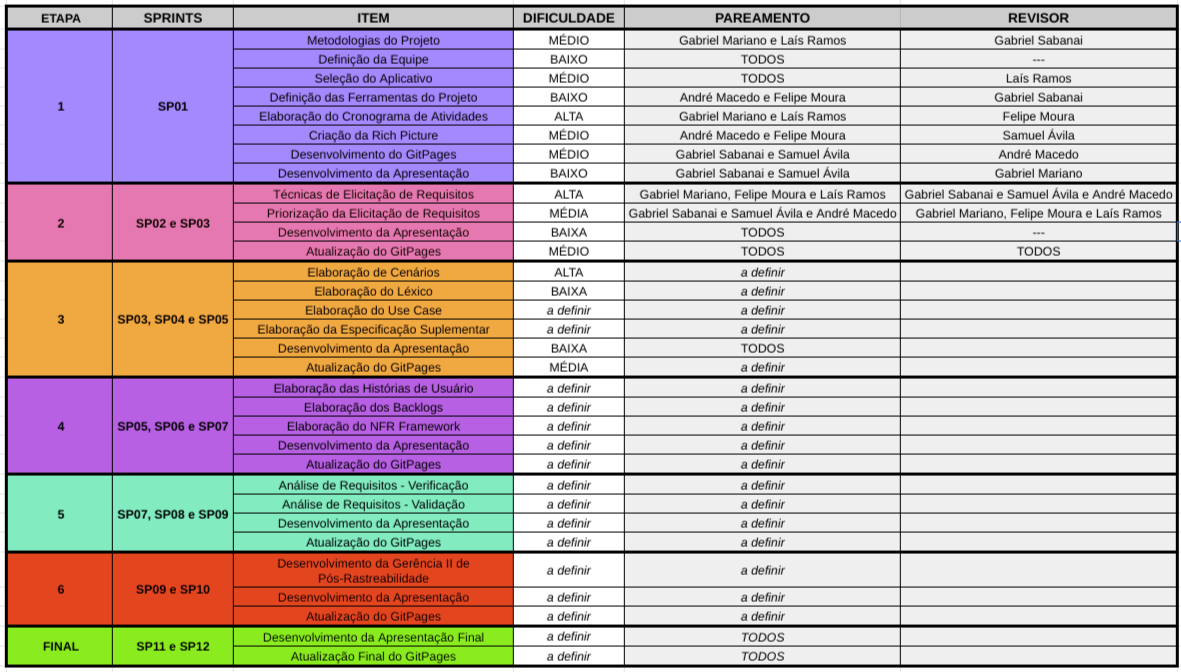 ETAPA SPRINTS ITEM DIFICULDADE PAREAMENTO REVISOR
1 SP01
Metodologias do Projeto MÉDIO Gabriel Mariano e Laís Ramos Gabriel Sabanai
Definição da Equipe BAIXO TODOS ---
Seleção do Aplicativo MÉDIO TODOS Laís Ramos
Definição das Ferramentas do Projeto BAIXO André Macedo e Felipe Moura Gabriel Sabanai
Elaboração do Cronograma de Atividades ALTA Gabriel Mariano e Laís Ramos Felipe Moura
Criação da Rich Picture MÉDIO André Macedo e Felipe Moura Samuel Ávila
Desenvolvimento do GitPages MÉDIO Gabriel Sabanai e Samuel Ávila André Macedo
Desenvolvimento da Apresentação BAIXO Gabriel Sabanai e Samuel Ávila Gabriel Mariano
2 SP02 e SP03
Técnicas de Elicitação de Requisitos ALTA Gabriel Mariano, Felipe Moura e Laís Ramos Gabriel Sabanai e Samuel Ávila e André Macedo
Priorização da Elicitação de Requisitos MÉDIA Gabriel Sabanai e Samuel Ávila e André Macedo Gabriel Mariano, Felipe Moura e Laís Ramos
Desenvolvimento da Apresentação BAIXA TODOS ---
Atualização do GitPages MÉDIO TODOS TODOS
3 SP03, SP04 e SP05
Elaboração de Cenários ALTA a definir
Elaboração do Léxico BAIXA a definir
Elaboração do Use Case a definir a definir
Elaboração da Especificação Suplementar a definir a definir
Desenvolvimento da Apresentação BAIXA TODOS
Atualização do GitPages MÉDIA a definir
4 SP05, SP06 e SP07
Elaboração das Histórias de Usuário a definir a definir
Elaboração dos Backlogs a definir a definir
Elaboração do NFR Framework a definir a definir
Desenvolvimento da Apresentação a definir a definir
Atualização do GitPages a definir a definir
5 SP07, SP08 e SP09
Análise de Requisitos - Verificação a definir a definir
Análise de Requisitos - Validação a definir a definir
Desenvolvimento da Apresentação a definir a definir
Atualização do GitPages a definir a definir
6 SP09 e SP10
Desenvolvimento da Gerência II de
Pós-Rastreabilidade a definir a definir
Desenvolvimento da Apresentação a definir a definir
Atualização do GitPages a definir a definir
FINAL SP11 e SP12
Desenvolvimento da Apresentação Final a definir TODOS
Atualização Final do GitPages a definir TODOS